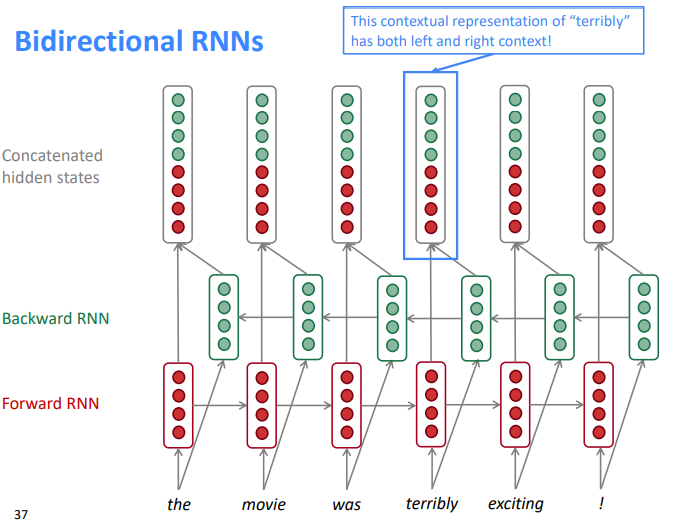 Bidirectional RNNs
This contextual representation of “terribly”
has both left and right context!
Concatenated
hidden states
Backward RNN
Forward RNN
the movie was terribly exciting !
37